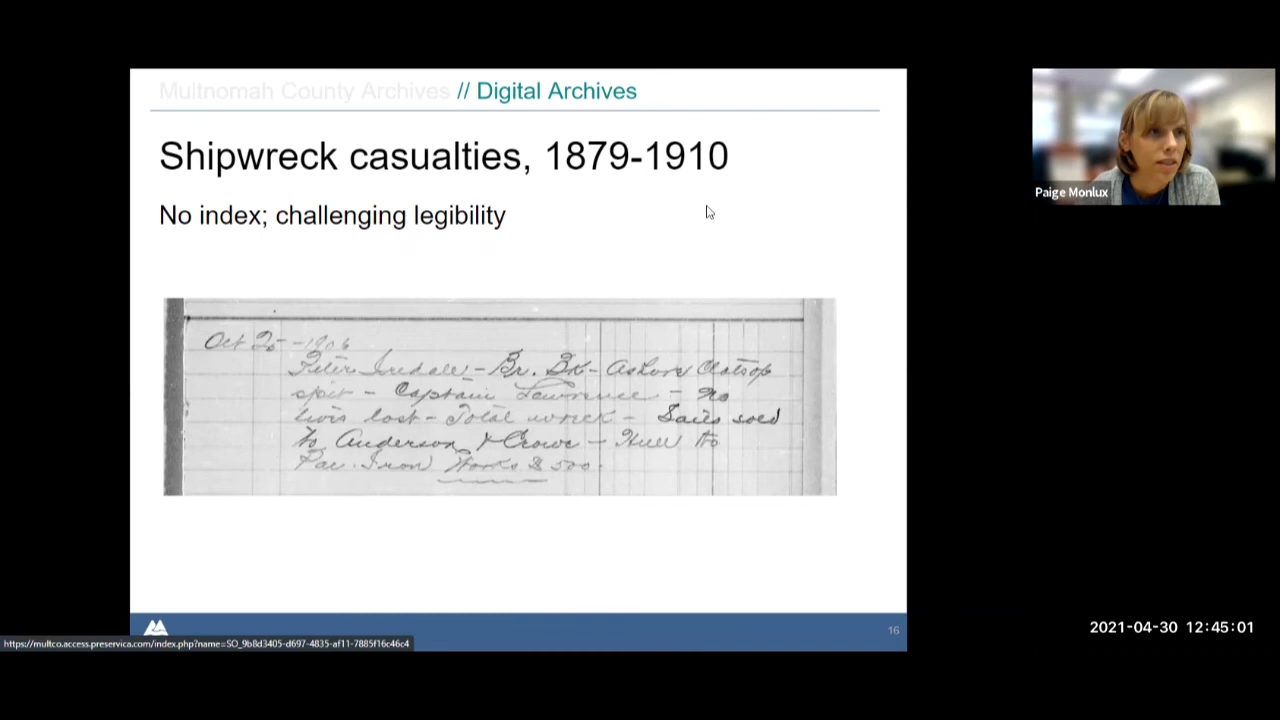 Multnomah County Archives // Digital Archives
Shipwreck casualties, 1879-1910
No index; challenging legibility
Oct 25 - 1906
Peter Iredale - Br. Bk - Ashore Clatsop
spit - Captain Lawrence - No
lives lost - Total wreck - Sails sold
to Anderson & Crowe - Hull to
Pac. Iron Works $500.
16
https://multco.access.preservica.com/index.php?name=SO_9b8d3405-d697-4835-af11-7885f16c46c4
Paige Monlux
2021-04-30 12:45:01